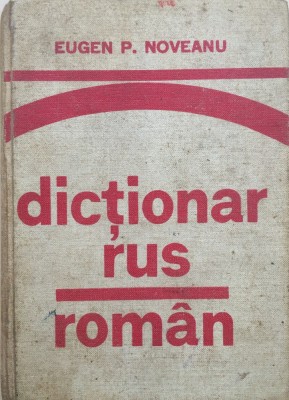 EUGEN P. NOVEANU
dicționar
rus
român